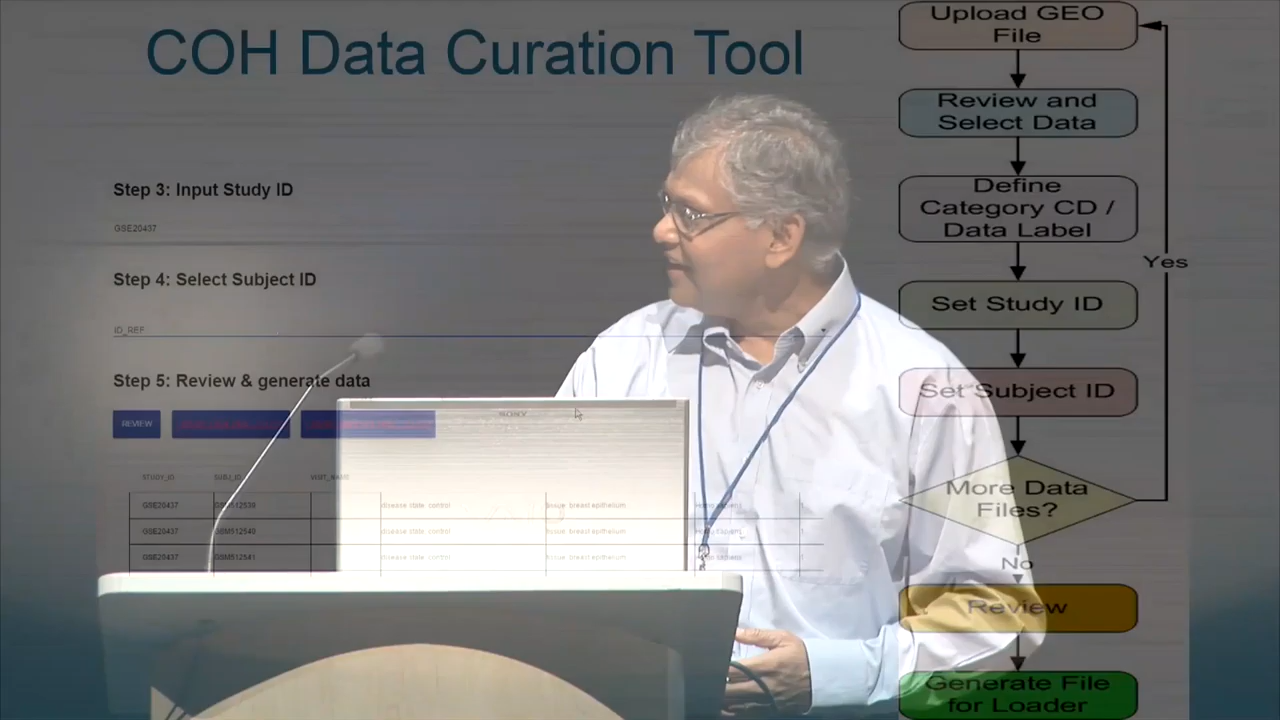 COH Data Curation Tool
Step 3: Input Study ID
GSE20437
Step 4: Select Subject ID
ID_REF
Step 5: Review & generate data
REVIEW
SONY
STUDY_ID SUBJ_ID VISIT_NAME
GSE20437 GSM512539 disease state: control tissue: breast epithelium 1
GSE20437 GSM512540 disease state: control tissue: breast epithelium 1
GSE20437 GSM512541 disease state: control tissue: breast epithelium 1
Upload GEO
File
Review and
Select Data
Define
Category CD /
Data Label
Yes
Set Study ID
Set Subject ID
More Data
Files?
No
Review
Generate File
for Loader